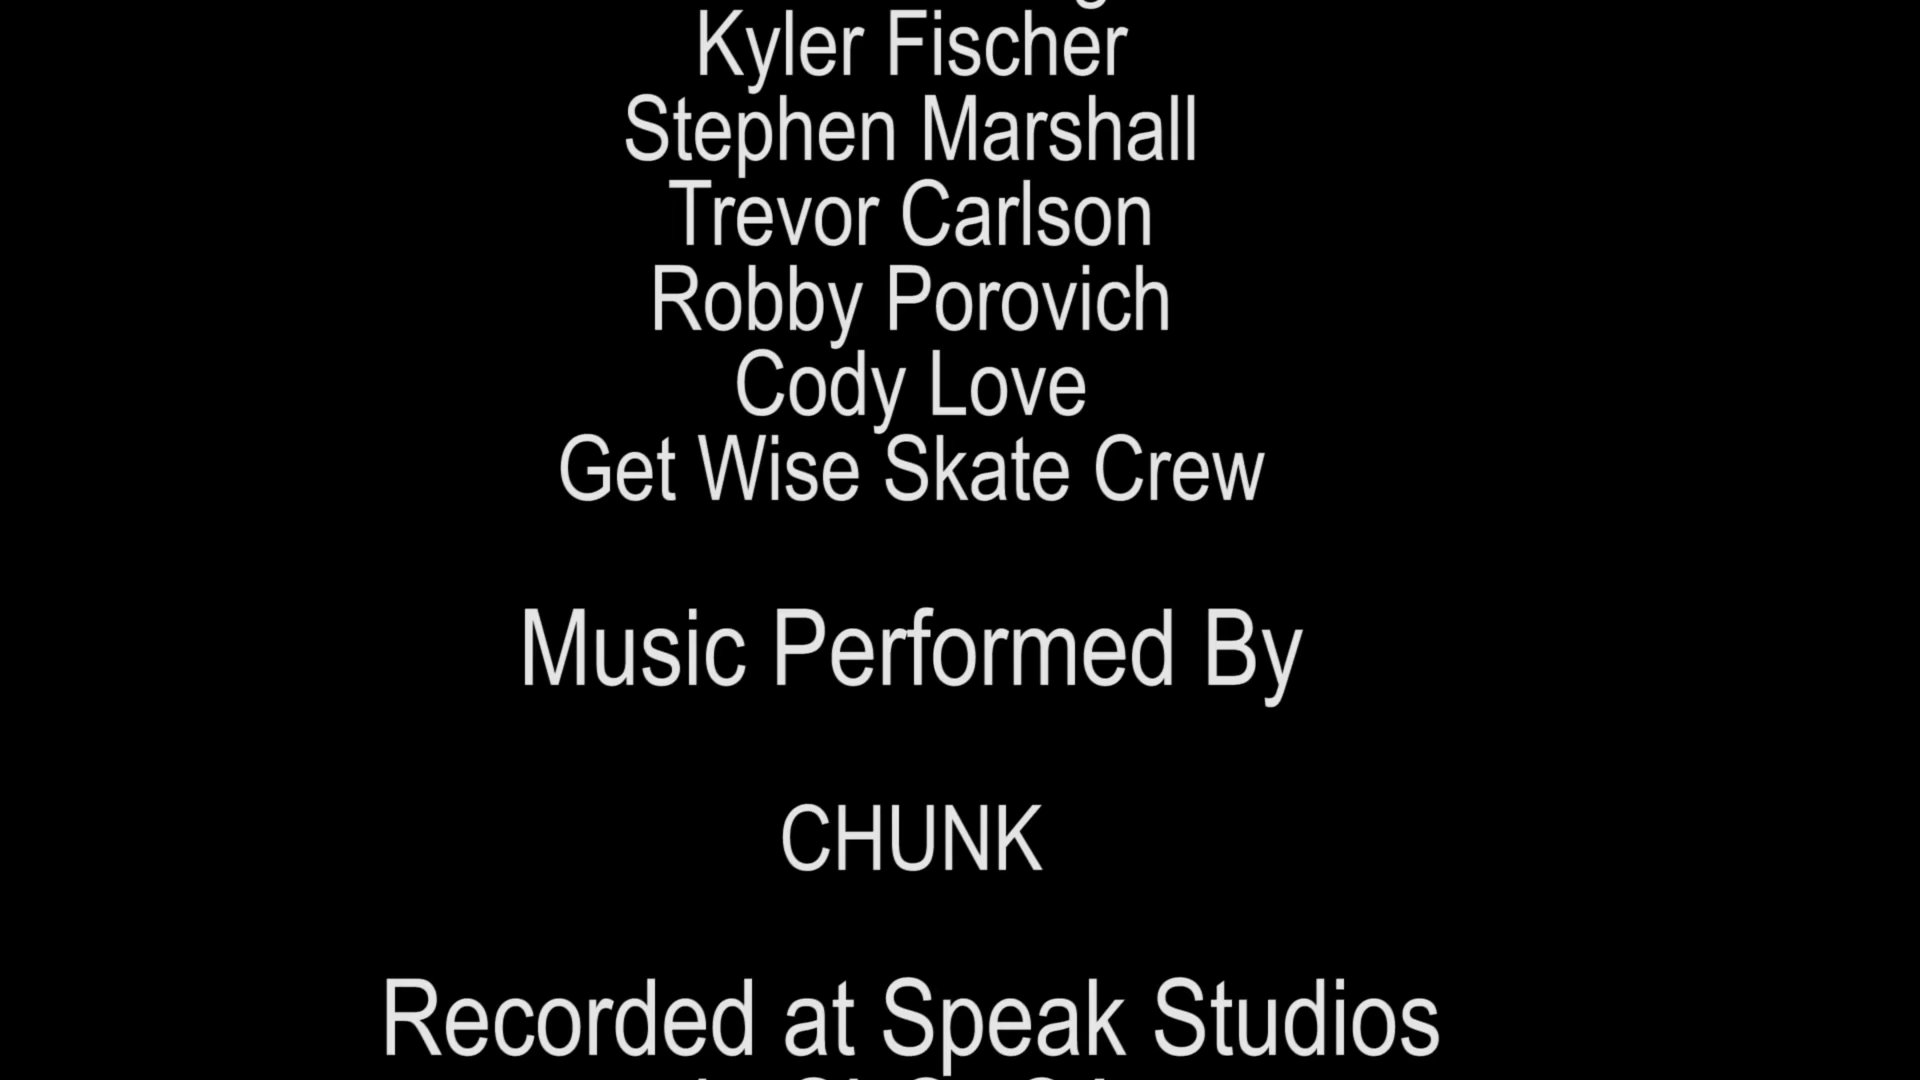 Kyler Fischer
Stephen Marshall
Trevor Carlson
Robby Porovich
Cody Love
Get Wise Skate Crew
Music Performed By
CHUNK
Recorded at Speak Studios